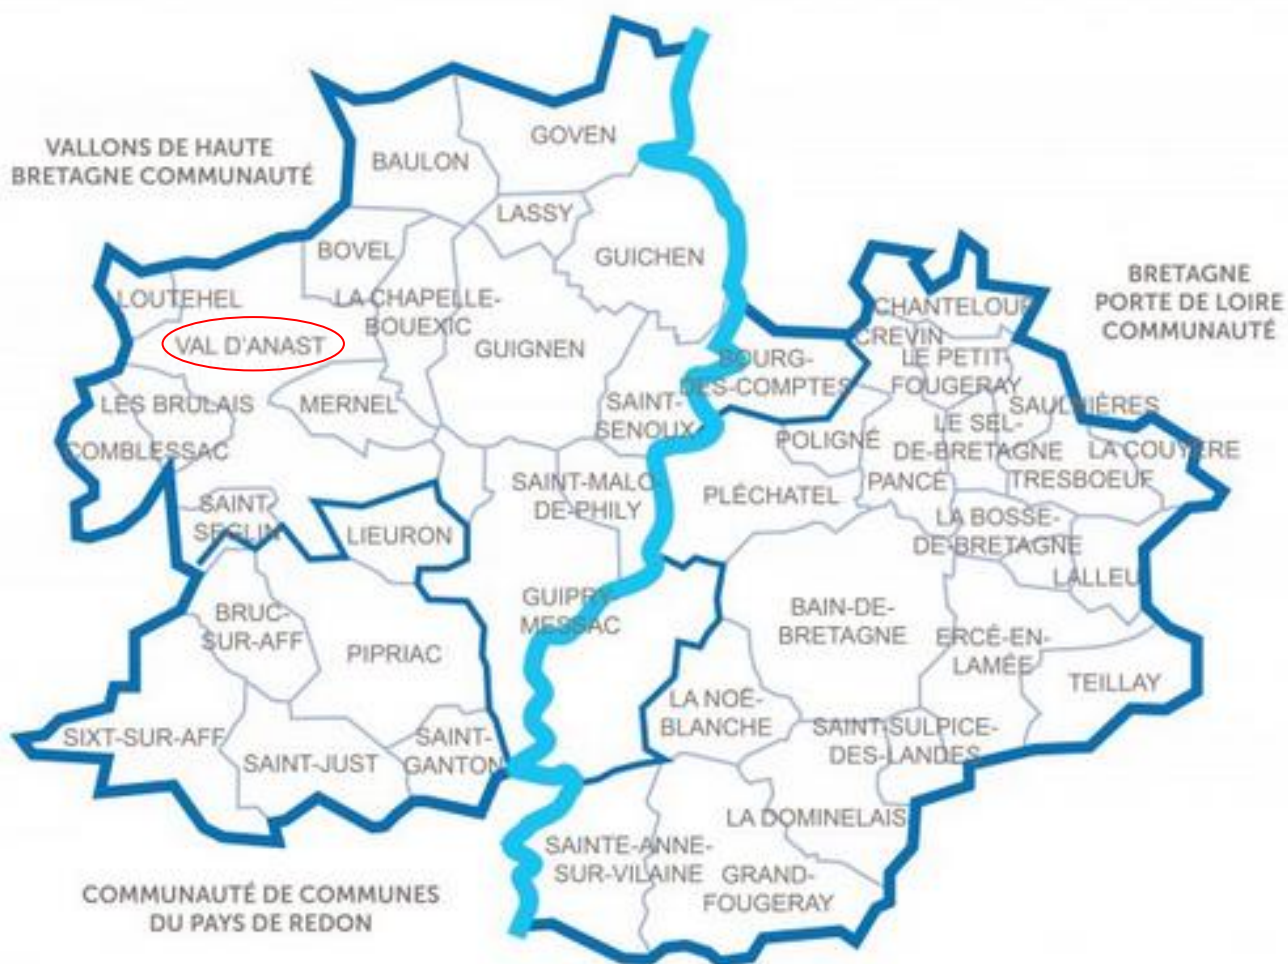 GOVEN
VALLONS DE HAUTE
BRETAGNE COMMUNAUTÉ
BAULON
LASSY
GUICHEN
BOVEL
BRETAGNE
PORTE DE LOIRE
COMMUNAUTÉ
LOUTEHEL
LA CHAPELLE-
BOUEXIC
CHANTELOUP
CREVIN
VAL D'ANAST
GUIGNEN
BOURG-
DES-COMPTES
LE PETIT-
FOUGERAY
LES BRULAIS
MERNEL
SAINT-
SENOUX
SAULNIÈRES
LE SEL-
DE-BRETAGNE
POLIGNÉ
COMBLESSAC
LA COUYÈRE
TRESBOEUF
SAINT-MALO-
DE-PHILY
PLÉCHATEL
PANCÉ
SAINT-
SEGLIN
LIEURON
LA BOSSE-
DE-BRETAGNE
LALLEU
GUIPRY-
MESSAC
BRUC-
SUR-AFF
BAIN-DE-
BRETAGNE
ERCÉ-EN-
LAMÉE
PIPRIAC
TEILLAY
LA NOË-
BLANCHE
SIXT-SUR-AFF
SAINT-JUST
SAINT-
GANTON
SAINT-SULPICE-
DES-LANDES
LA DOMINELAIS
SAINTE-ANNE-
SUR-VILAINE
GRAND-
FOUGERAY
COMMUNAUTÉ DE COMMUNES
DU PAYS DE REDON